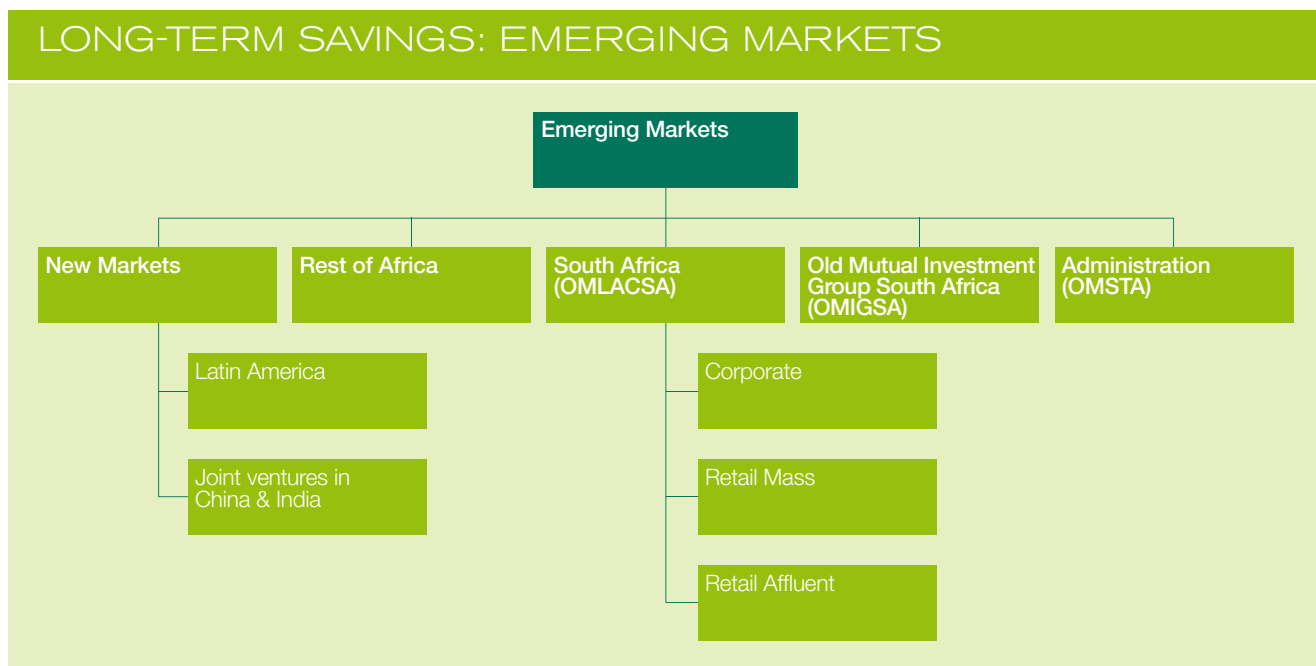 LONG-TERM SAVINGS: EMERGING MARKETS
Emerging Markets
New Markets
Rest of Africa
South Africa
(OMLACSA)
Old Mutual Investment
Group South Africa
(OMIGSA)
Administration
(OMSTA)
Latin America
Joint ventures in
China & India
Corporate
Retail Mass
Retail Affluent